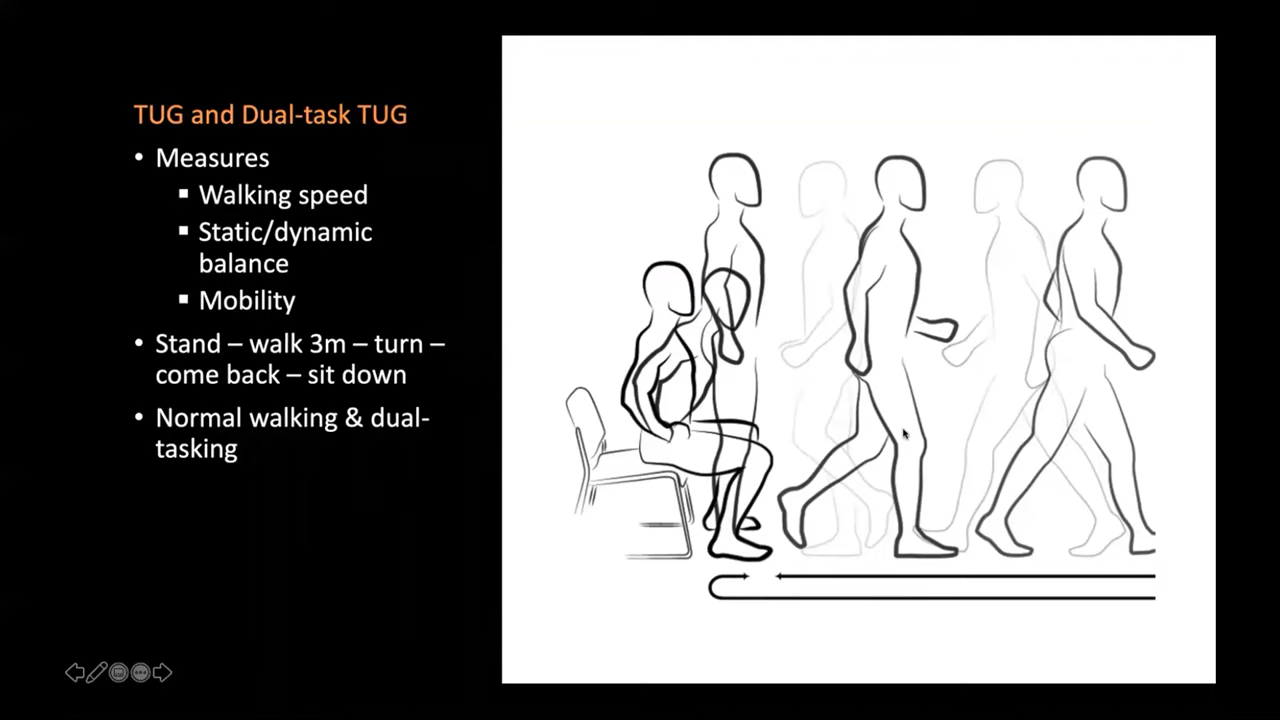 TUG and Dual-task TUG
• Measures
▪ Walking speed
▪ Static/dynamic
balance
▪ Mobility
• Stand – walk 3m – turn –
come back – sit down
• Normal walking & dual-
tasking